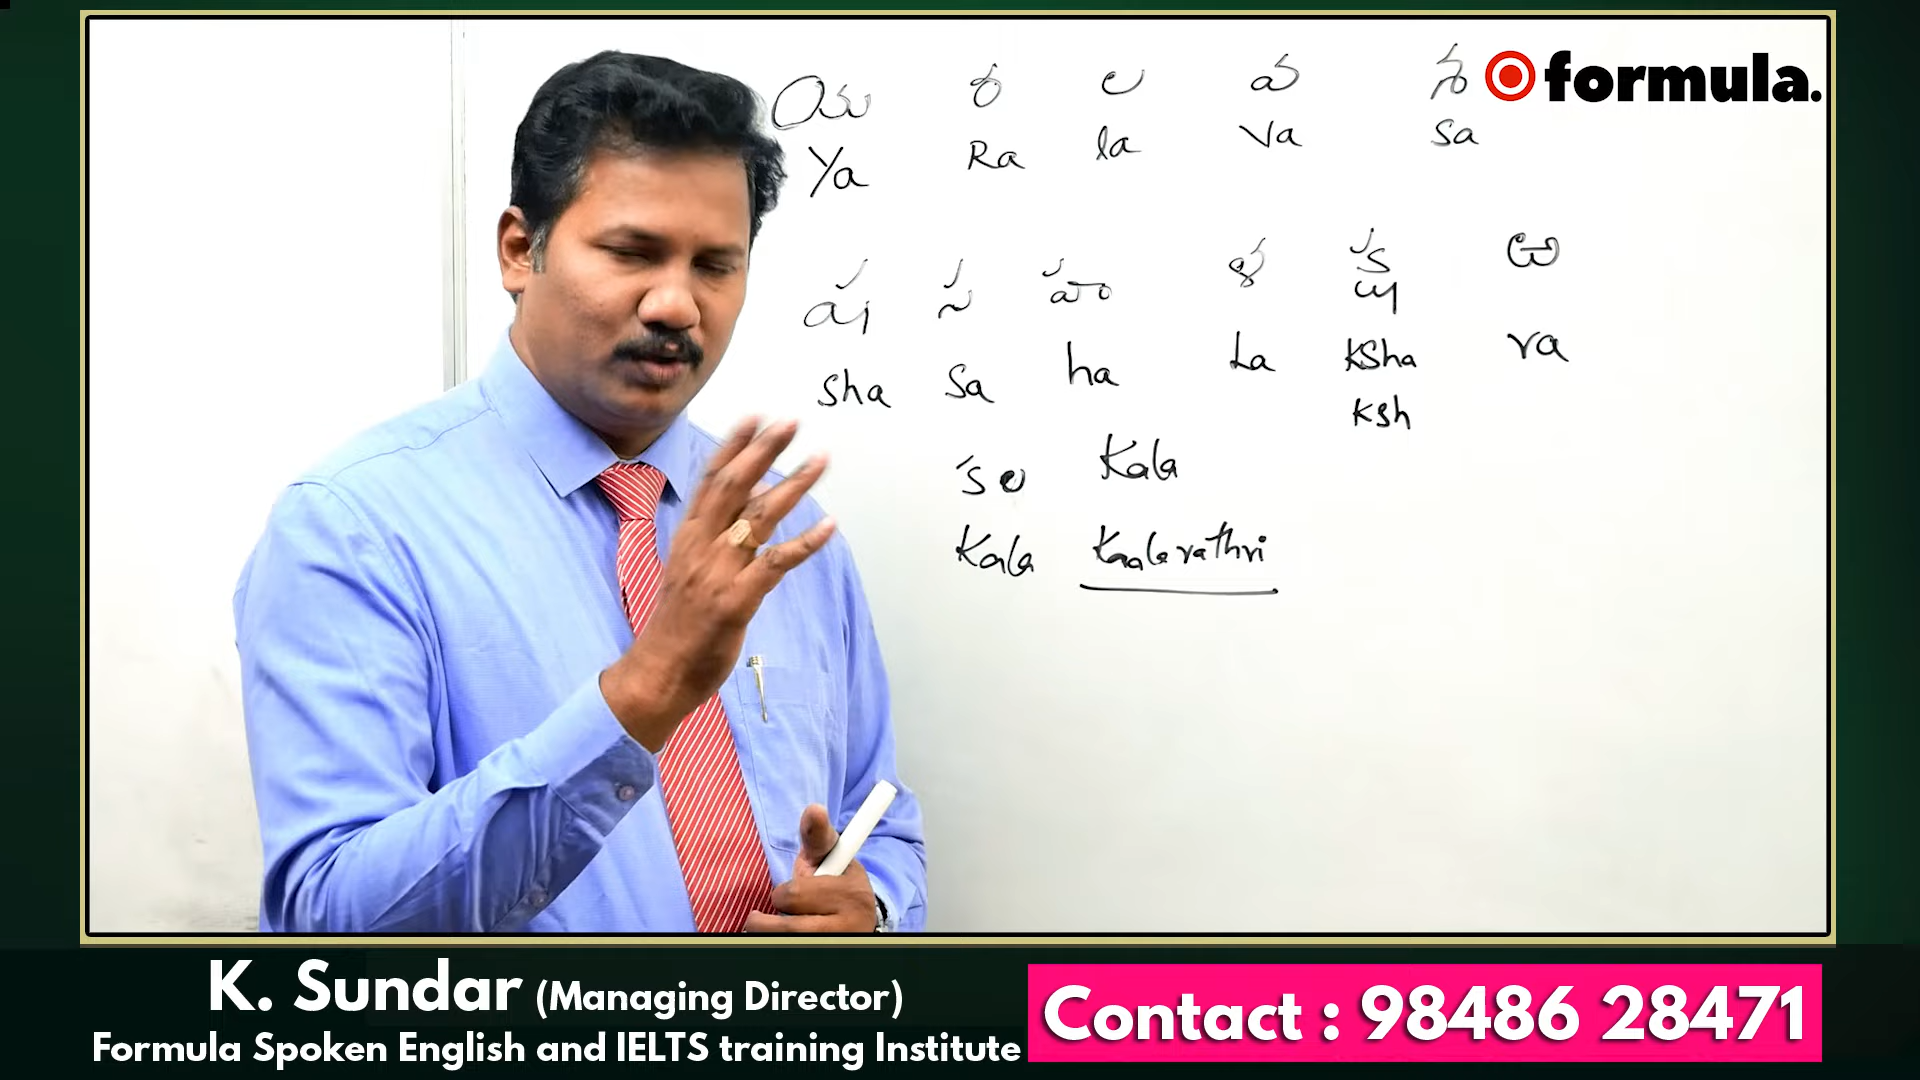 య ర ల వ శ
formula.
Ya Ra la Va Sa
ష స హ ళ క్ష ఱ
Sha Sa ha La KSha ra
KSh
కల Kala
Kala Kaalarathri
K. Sundar (Managing Director)
Formula Spoken English and IELTS training Institute
Contact : 98486 28471